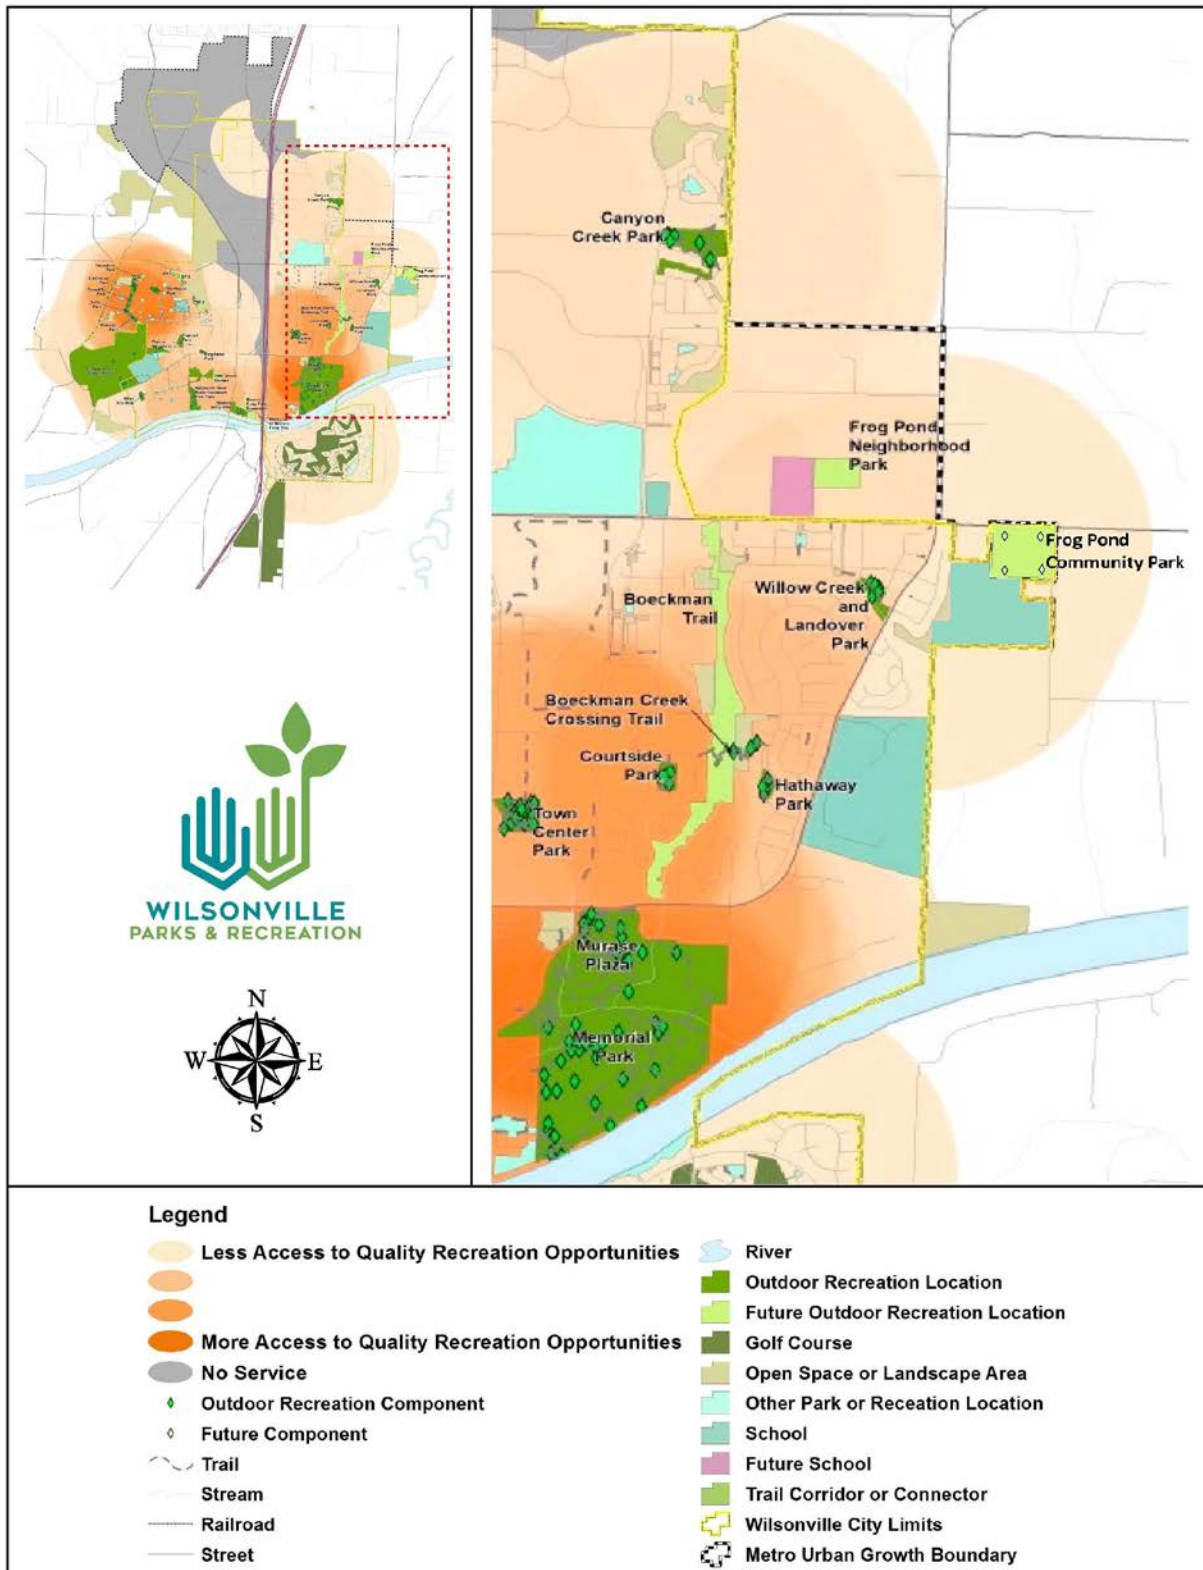 Canyon
Creek Park
Frog Pond
Neighborhood
Park
Frog Pond
Community Park
Boeckman
Trail
Willow Creek
and
Landover
Park
Boeckman Creek
Crossing Trail
Courtside
Park
Hathaway
Park
Town
Center
Park
Murase
Plaza
Memorial
Park
WILSONVILLE
PARKS & RECREATION
N
W
E
S
Legend
Less Access to Quality Recreation Opportunities
More Access to Quality Recreation Opportunities
No Service
Outdoor Recreation Component
Future Component
Trail
Stream
Railroad
Street
River
Outdoor Recreation Location
Future Outdoor Recreation Location
Golf Course
Open Space or Landscape Area
Other Park or Receation Location
School
Future School
Trail Corridor or Connector
Wilsonville City Limits
Metro Urban Growth Boundary